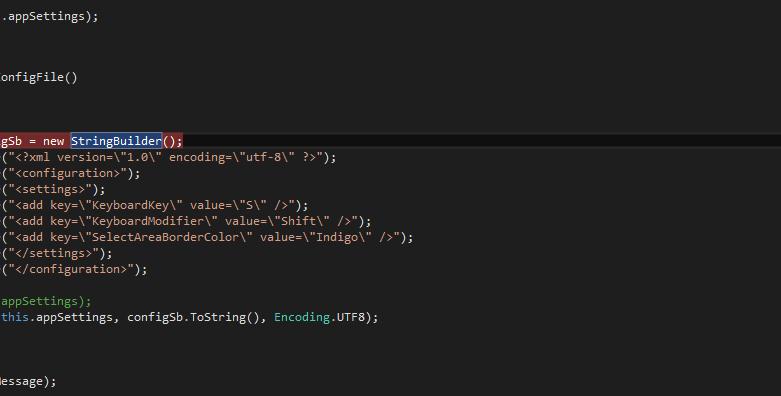 .appSettings);
onfigFile()
gSb = new StringBuilder();
("<?xml version=\"1.0\" encoding=\"utf-8\" ?>");
("<configuration>");
("<settings>");
("<add key=\"KeyboardKey\" value=\"S\" />");
("<add key=\"KeyboardModifier\" value=\"Shift\" />");
("<add key=\"SelectAreaBorderColor\" value=\"Indigo\" />");
("</settings>");
("</configuration>");
appSettings);
this.appSettings, configSb.ToString(), Encoding.UTF8);
essage);